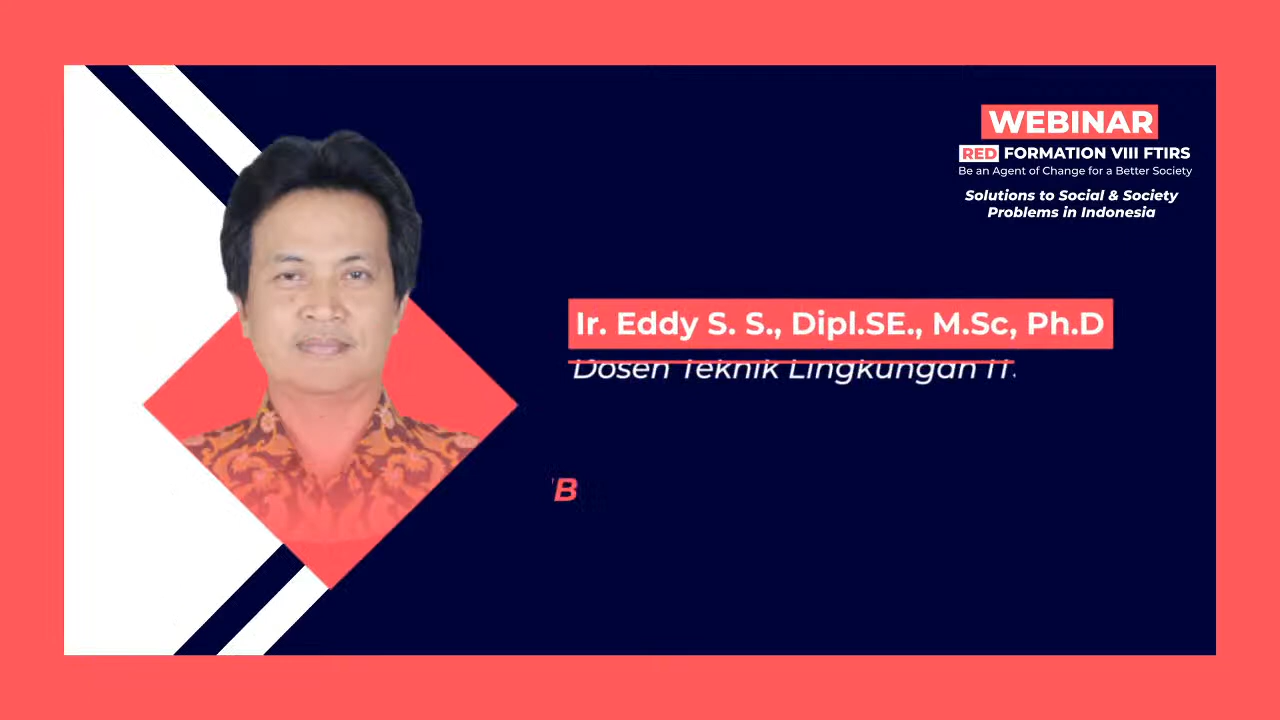 WEBINAR
RED FORMATION VIII FTIRS
Be an Agent of Change for a Better Society
Solutions to Social & Society
Problems in Indonesia
Ir. Eddy S. S., Dipl.SE., M.Sc, Ph.D
Dosen Teknik Lingkungan